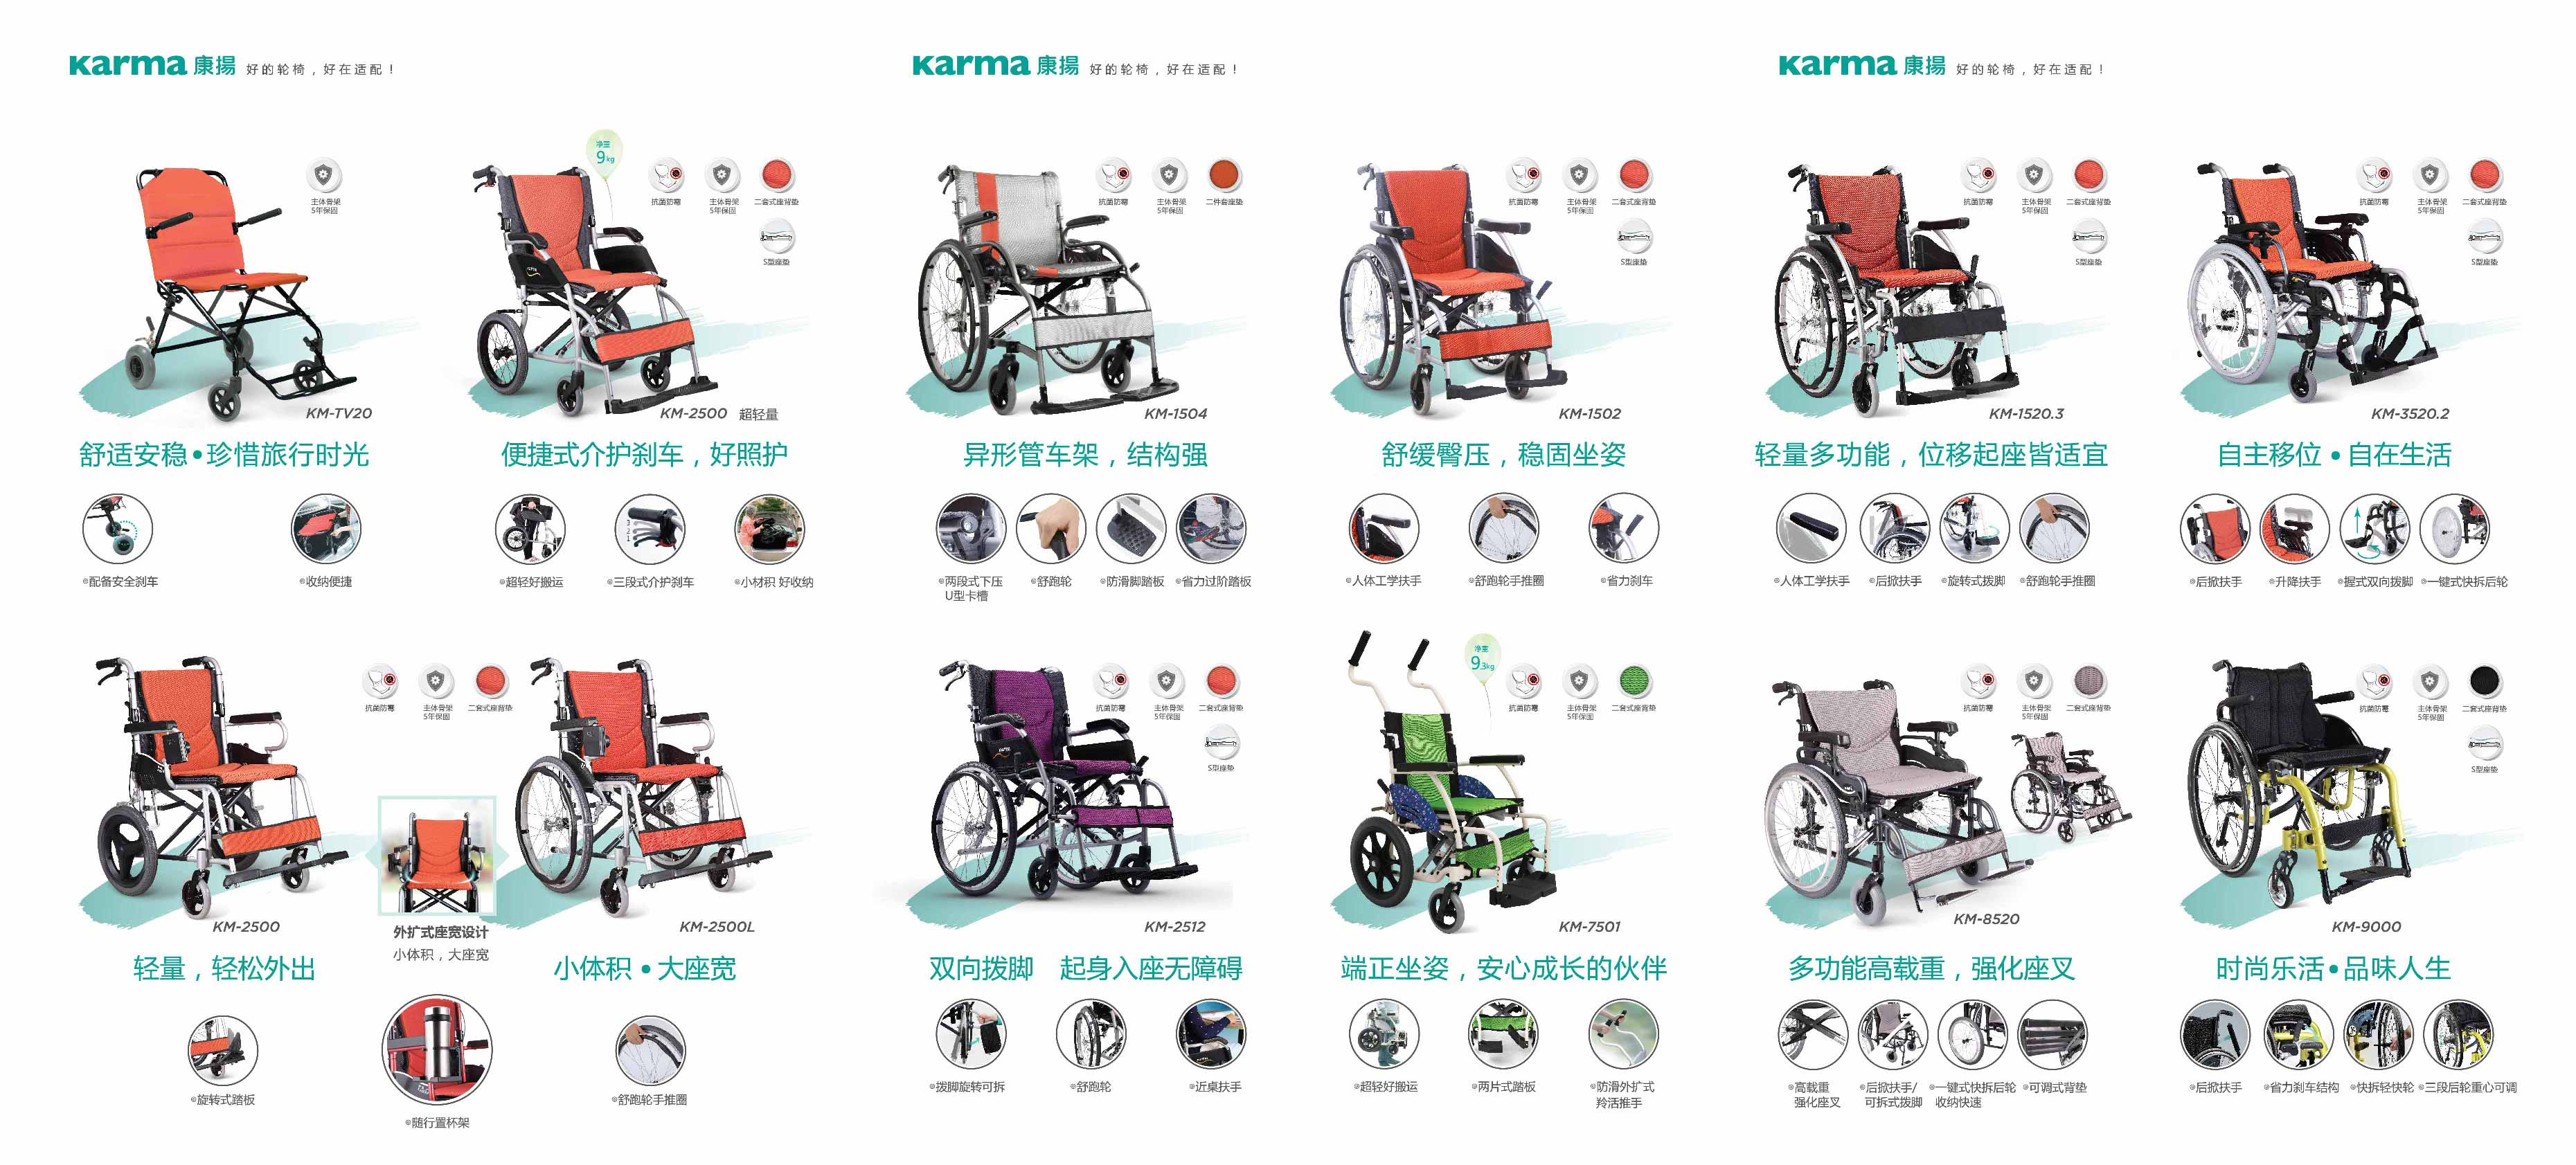 Karma 康揚 好的轮椅，好在适配！
主体骨架
5年保固
KM-TV20
舒适安稳•珍惜旅行时光
配备安全刹车
收纳便捷
净重
9kg
抗菌防霉
主体骨架
5年保固
二套式座背垫
S型座垫
KM-2500 超轻量
便捷式介护刹车，好照护
超轻好搬运
三段式介护刹车
小材积 好收纳
KM-2500
轻量，轻松外出
旋转式踏板
抗菌防霉
主体骨架
5年保固
二套式座背垫
外扩式座宽设计
小体积，大座宽
随行置杯架
KM-2500L
小体积•大座宽
舒跑轮手推圈
Karma 康揚 好的轮椅，好在适配！
抗菌防霉
主体骨架
5年保固
二件套座垫
KM-1504
异形管车架，结构强
两段式下压
U型卡槽
舒跑轮
防滑脚踏板
省力过阶踏板
抗菌防霉
主体骨架
5年保固
二套式座背垫
S型座垫
KM-1502
舒缓臀压，稳固坐姿
人体工学扶手
舒跑轮手推圈
省力刹车
抗菌防霉
主体骨架
5年保固
二套式座背垫
S型座垫
KM-2512
双向拨脚 起身入座无障碍
拨脚旋转可拆
舒跑轮
近桌扶手
净重
9.3kg
抗菌防霉
主体骨架
5年保固
二套式座背垫
KM-7501
端正坐姿，安心成长的伙伴
超轻好搬运
两片式踏板
防滑外扩式
羚活推手
Karma 康揚 好的轮椅，好在适配！
抗菌防霉
主体骨架
5年保固
二套式座背垫
S型座垫
KM-1520.3
轻量多功能，位移起座皆适宜
人体工学扶手
后掀扶手
旋转式拨脚
舒跑轮手推圈
抗菌防霉
主体骨架
5年保固
二套式座背垫
S型座垫
KM-3520.2
自主移位•自在生活
后掀扶手
升降扶手
握式双向拨脚
一键式快拆后轮
抗菌防霉
主体骨架
5年保固
二套式座背垫
KM-8520
多功能高载重，强化座叉
高载重
强化座叉
后掀扶手/
可拆式拨脚
一键式快拆后轮
收纳快速
可调式背垫
抗菌防霉
主体骨架
5年保固
二套式座背垫
S型座垫
KM-9000
时尚乐活•品味人生
后掀扶手
省力刹车结构
快拆轻快轮
三段后轮重心可调